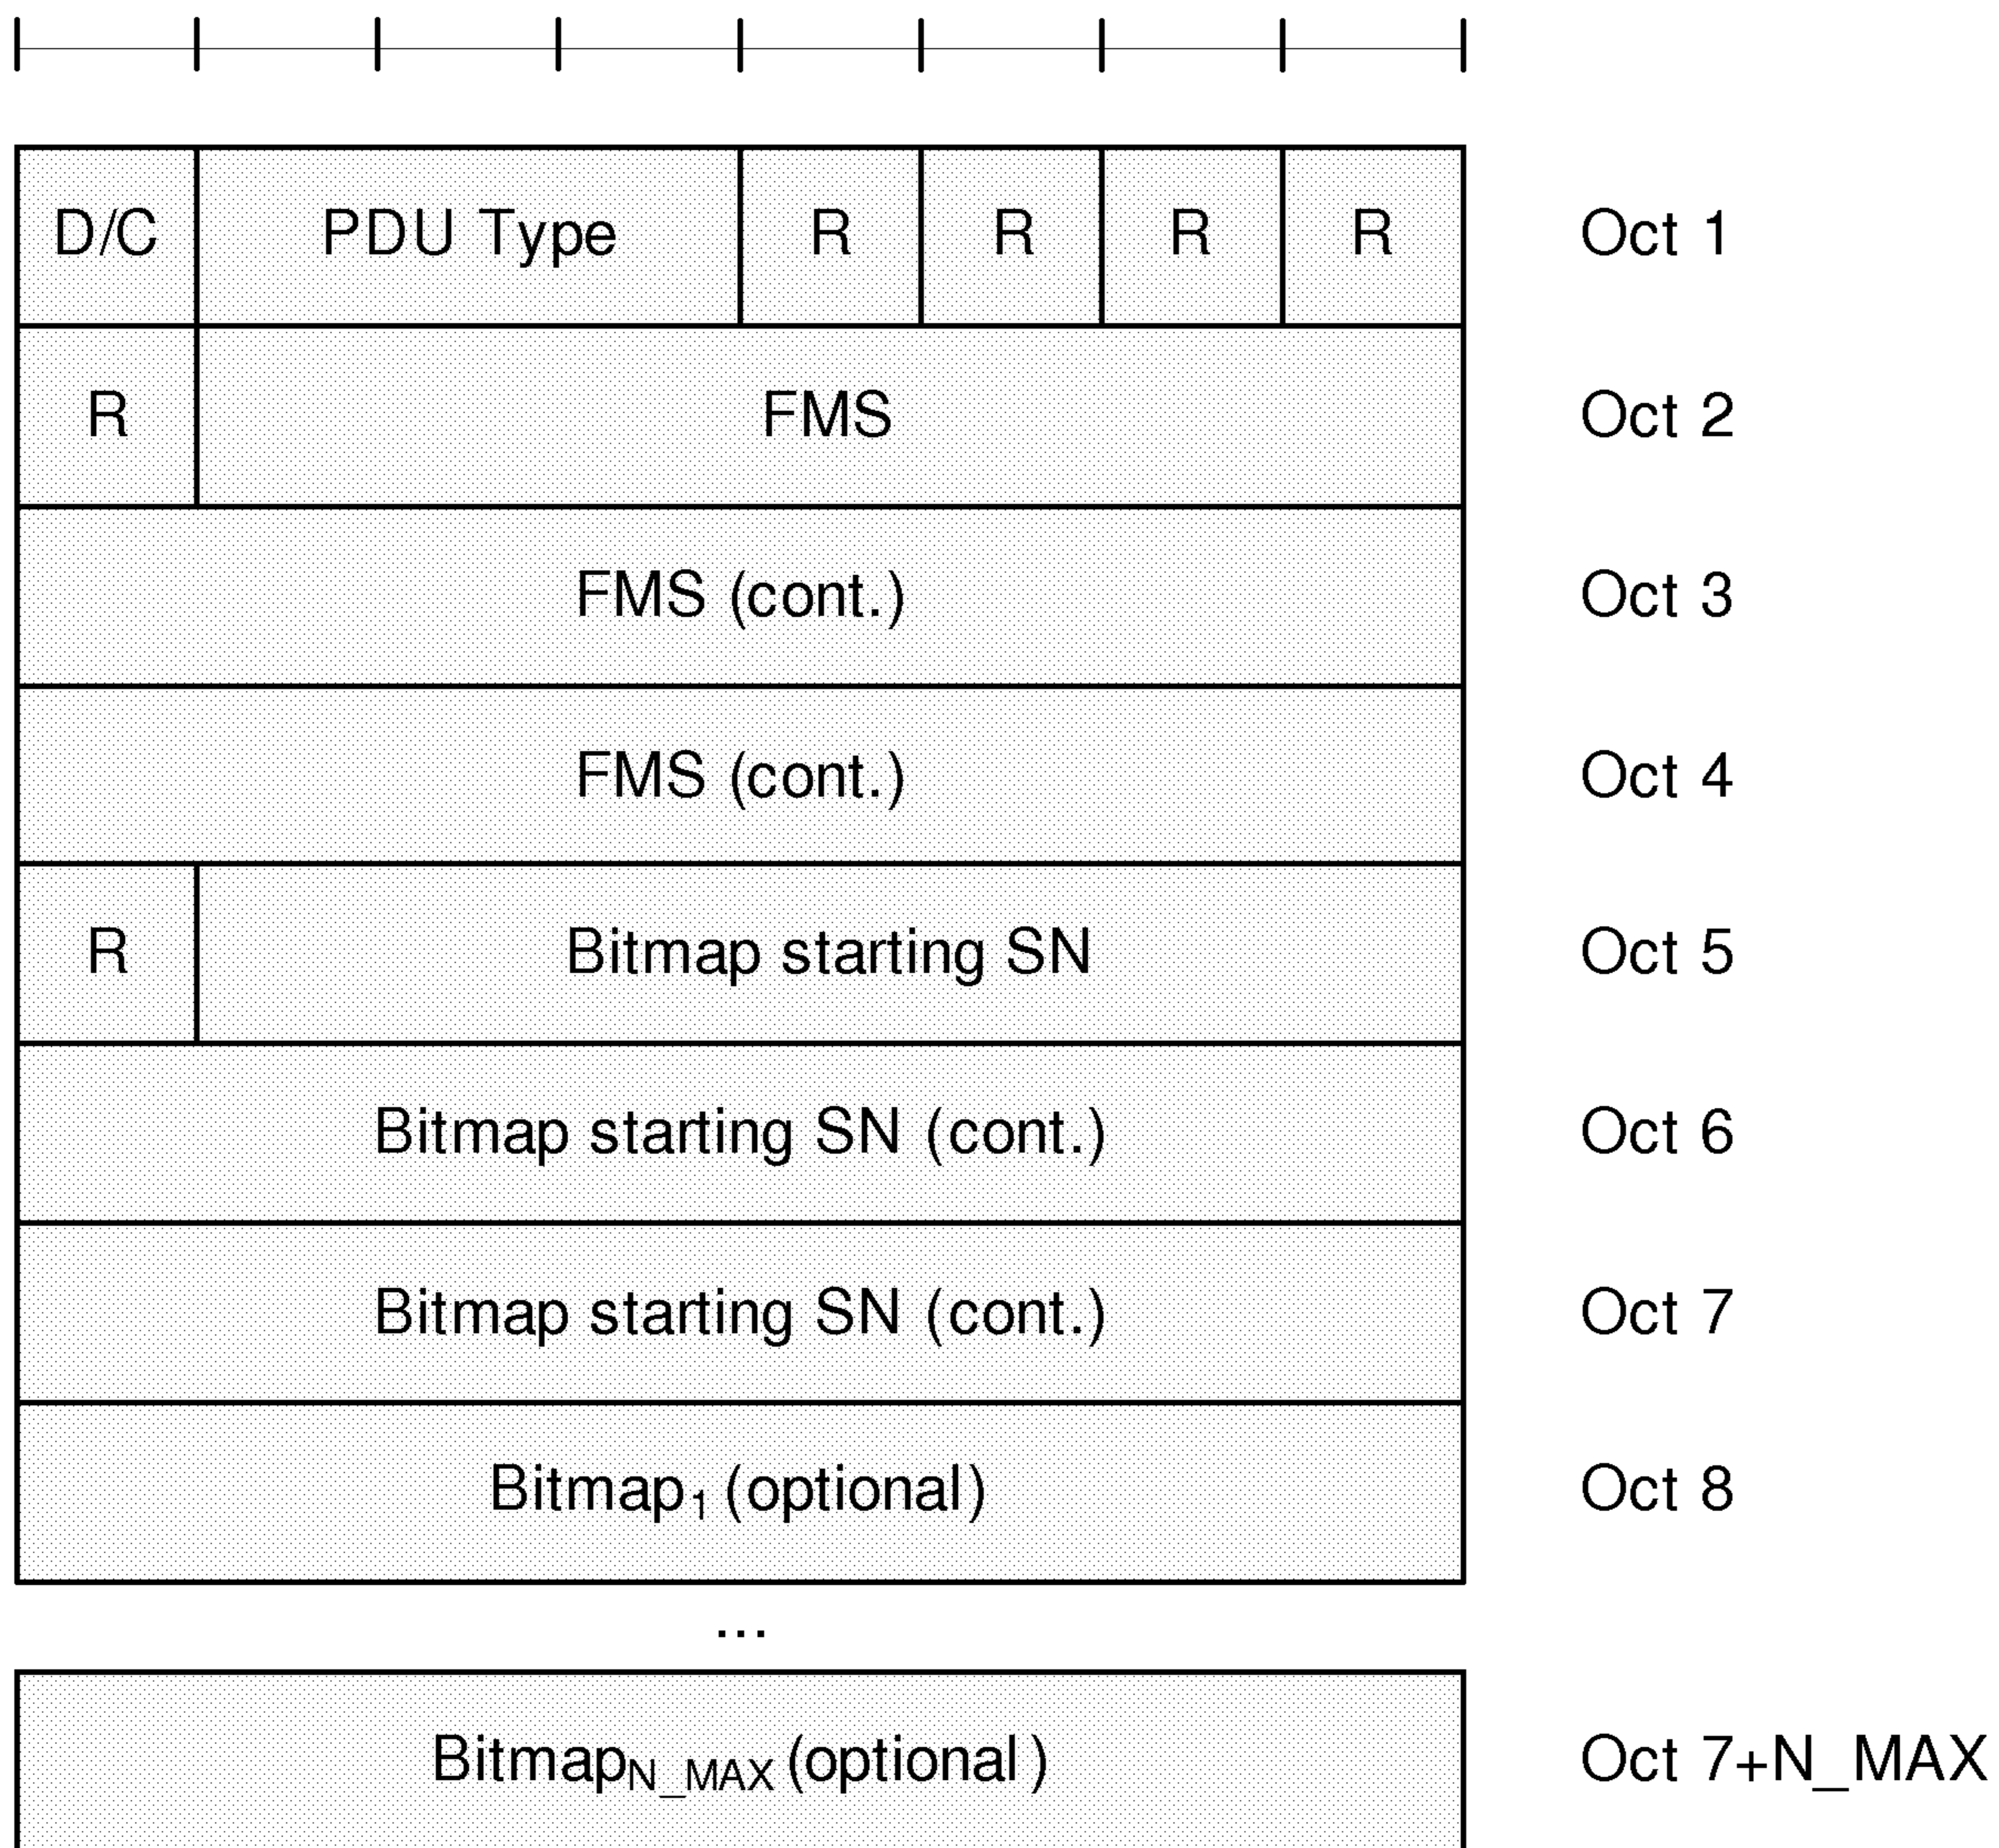 D/C PDU Type R R R R Oct 1
R FMS Oct 2
FMS (cont.) Oct 3
FMS (cont.) Oct 4
R Bitmap starting SN Oct 5
Bitmap starting SN (cont.) Oct 6
Bitmap starting SN (cont.) Oct 7
Bitmap1 (optional) Oct 8
...
BitmapN_MAX (optional) Oct 7+N_MAX